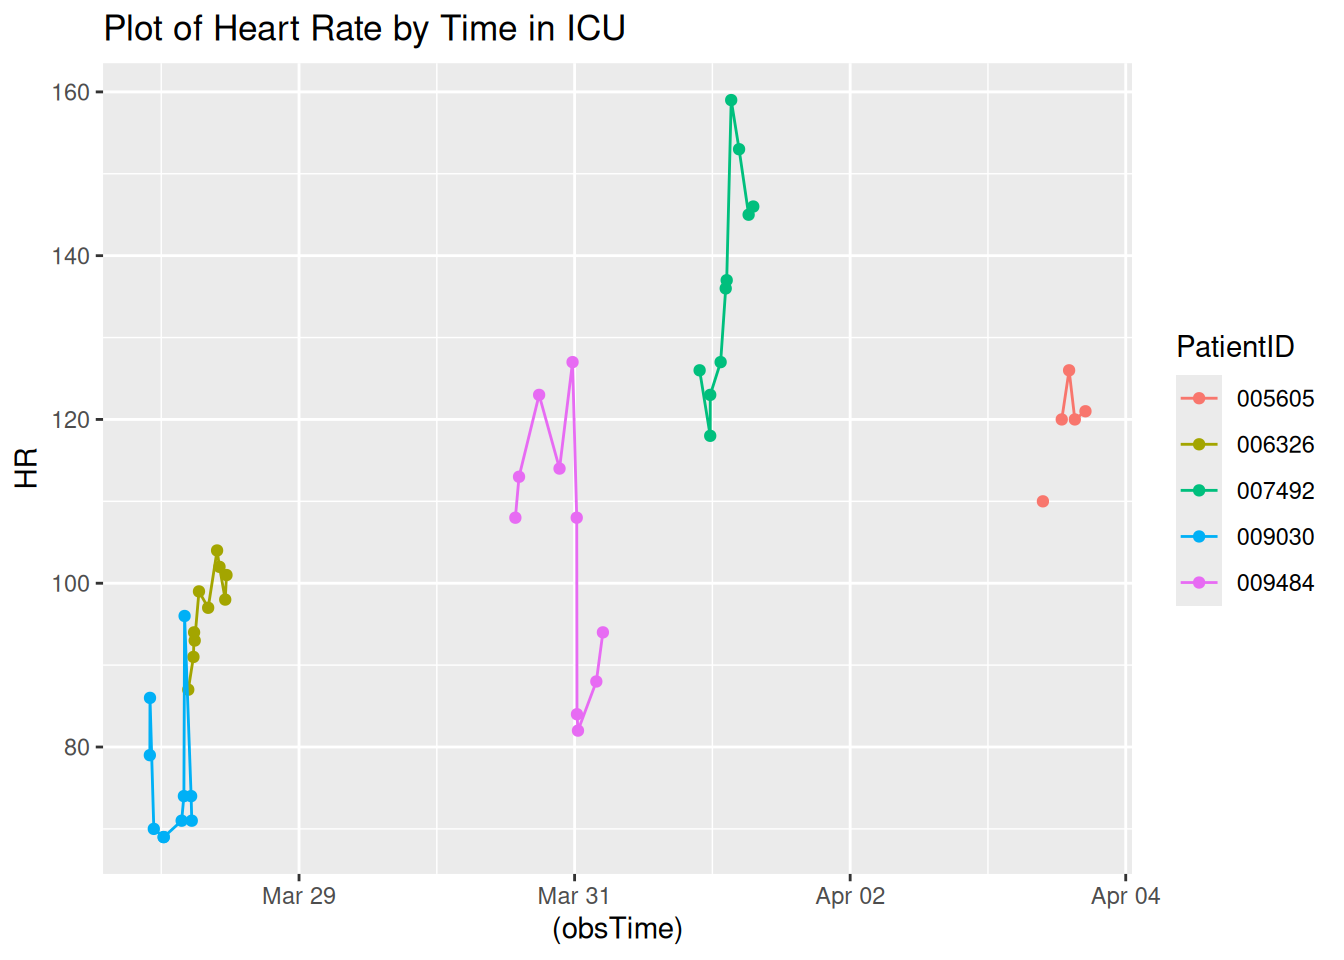 Plot of Heart Rate by Time in ICU
160
140
120
100
80
HR
Mar 29
Mar 31
Apr 02
Apr 04
(obsTime)
PatientID
005605
006326
007492
009030
009484